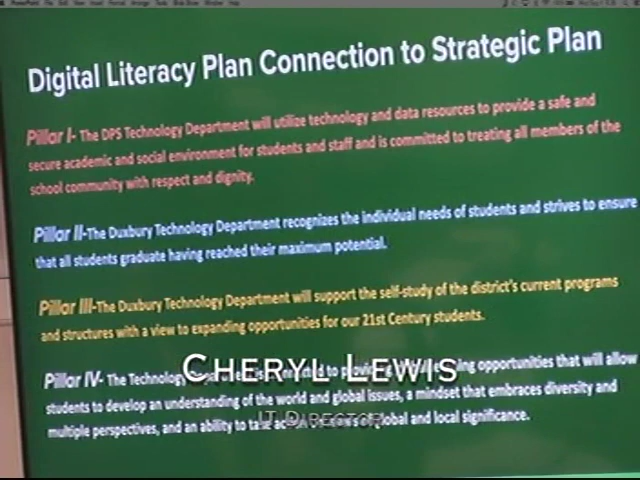 Digital Literacy Plan Connection to Strategic Plan
Pillar I- The DPS Technology Department will utilize technology and data resources to provide a safe and
secure academic and social environment for students and staff and is committed to treating all members of the
school community with respect and dignity.
Pillar II-The Duxbury Technology Department recognizes the individual needs of students and strives to ensure
that all students graduate having reached their maximum potential.
Pillar III-The Duxbury Technology Department will support the self-study of the district's current programs
and structures with a view to expanding opportunities for our 21st Century students.
Pillar IV- The Technology to opportunities that will allow
CHERYL LEWIS
students to develop an understanding of the world and global issues, a mindset that embraces diversity and
IT DIRECTOR
multiple perspectives, and an ability to global and local significance.